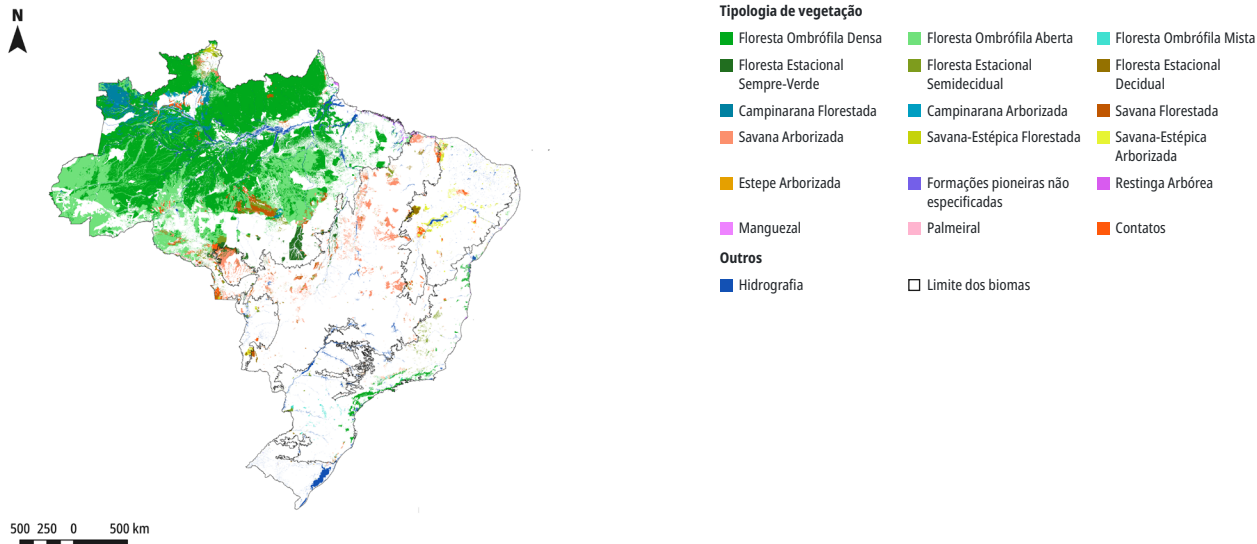 N
Tipologia de vegetação
Floresta Ombrófila Densa
Floresta Ombrófila Aberta
Floresta Ombrófila Mista
Floresta Estacional
Sempre-Verde
Floresta Estacional
Semidecidual
Floresta Estacional
Decidual
Campinarana Florestada
Campinarana Arborizada
Savana Florestada
Savana Arborizada
Savana-Estépica Florestada
Savana-Estépica
Arborizada
Estepe Arborizada
Formações pioneiras não
especificadas
Restinga Arbórea
Manguezal
Palmeiral
Contatos
Outros
Hidrografia
Limite dos biomas
500 250 0 500 km